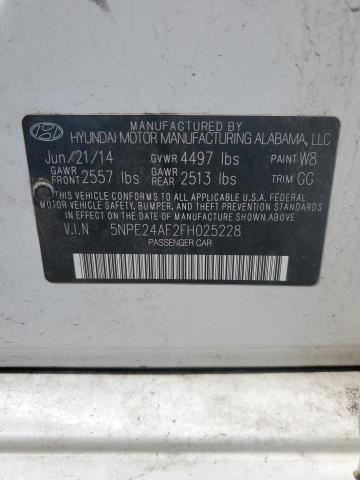 MANUFACTURED BY
HYUNDAI MOTOR MANUFACTURING ALABAMA, LLC
Jun/21/14 GVWR 4497 lbs PAINT W8
GAWR FRONT 2557 lbs GAWR REAR 2513 lbs TRIM GG
THIS VEHICLE CONFORMS TO ALL APPLICABLE U.S. FEDERAL
MOTOR VEHICLE SAFETY, BUMPER, AND THEFT PREVENTION
STANDARDS IN EFFECT ON THE DATE OF MANUFACTURE SHOWN ABOVE.
V.I.N 5NPE24AF2FH025228
PASSENGER CAR